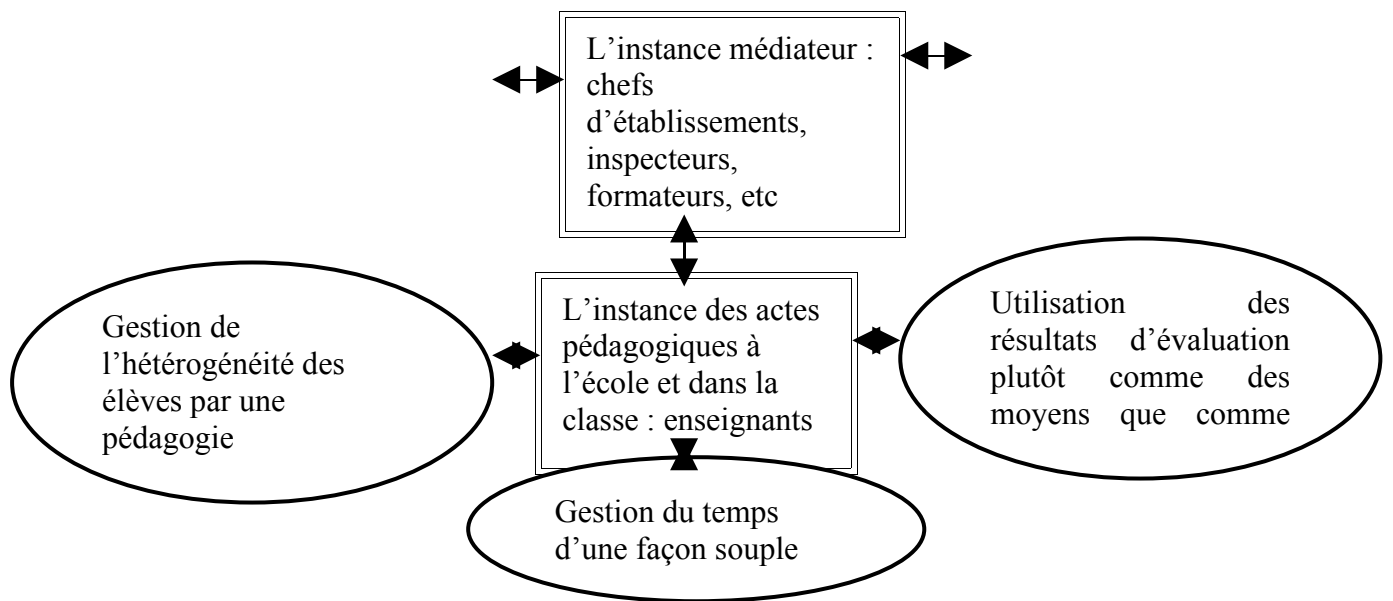 L’instance médiateur :
chefs
d’établissements,
inspecteurs,
formateurs, etc
Gestion de
l’hétérogénéité des
élèves par une
pédagogie
L’instance des actes
pédagogiques à
l’école et dans la
classe : enseignants
Utilisation des
résultats d’évaluation
plutôt comme des
moyens que comme
Gestion du temps
d’une façon souple